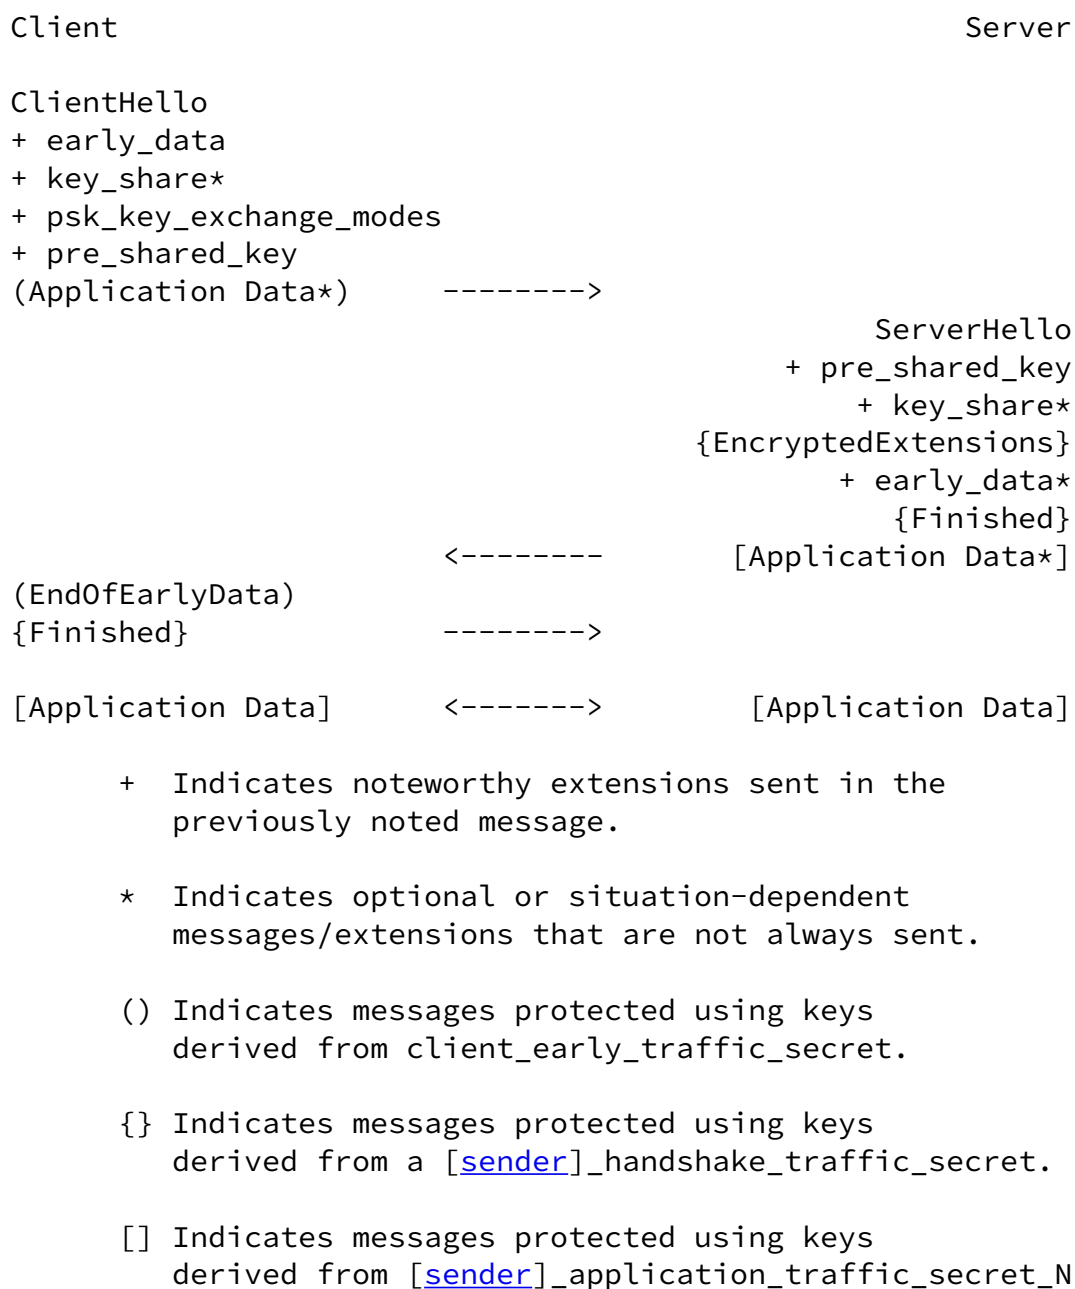 Client                                               Server

ClientHello
+ early_data
+ key_share*
+ psk_key_exchange_modes
+ pre_shared_key
(Application Data*)     -------->
                                                ServerHello
                                           + pre_shared_key
                                               + key_share*
                                      {EncryptedExtensions}
                                              + early_data*
                                                 {Finished}
                        <--------       [Application Data*]
(EndOfEarlyData)
{Finished}              -------->

[Application Data]      <------->        [Application Data]

      +  Indicates noteworthy extensions sent in the
         previously noted message.

      *  Indicates optional or situation-dependent
         messages/extensions that are not always sent.

      () Indicates messages protected using keys
         derived from client_early_traffic_secret.

      {} Indicates messages protected using keys
         derived from a [sender]_handshake_traffic_secret.

      [] Indicates messages protected using keys
         derived from [sender]_application_traffic_secret_N